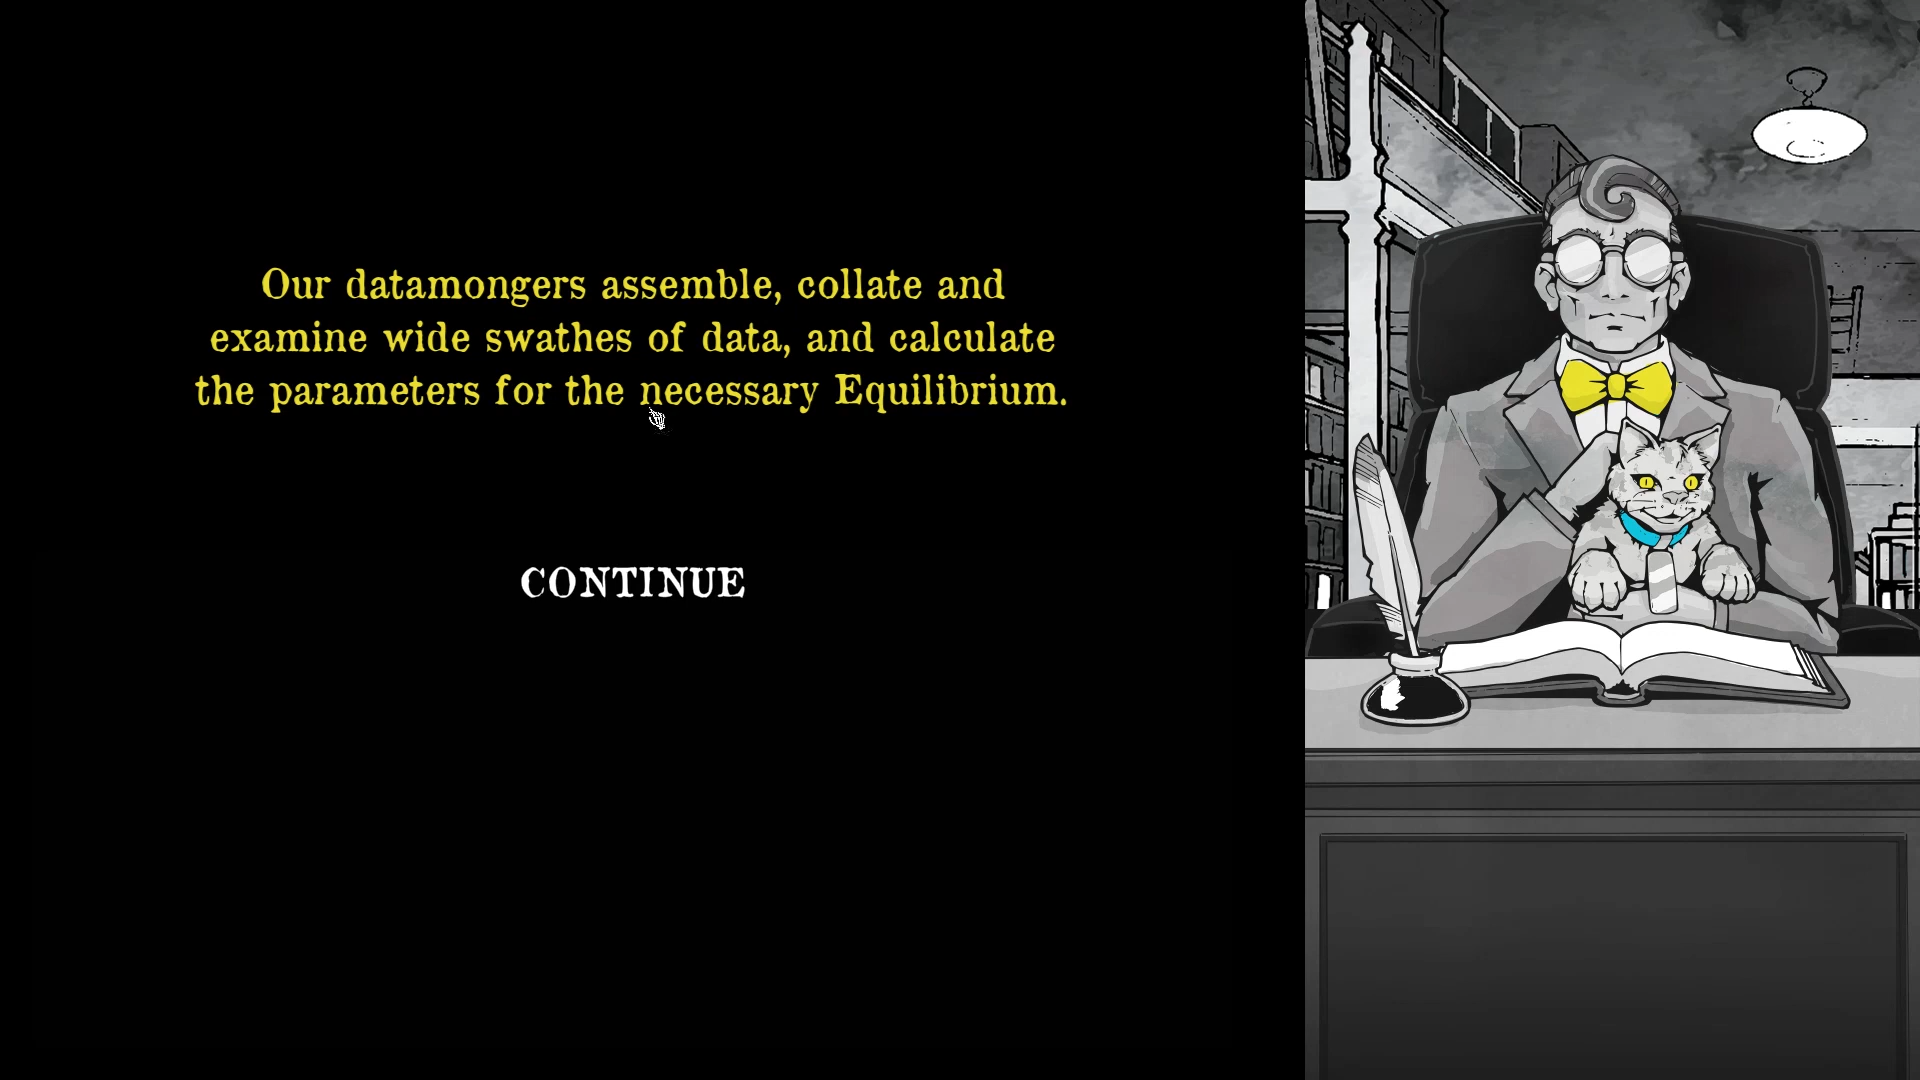 Our datamongers assemble, collate and
examine wide swathes of data, and calculate
the parameters for the necessary Equilibrium.
CONTINUE